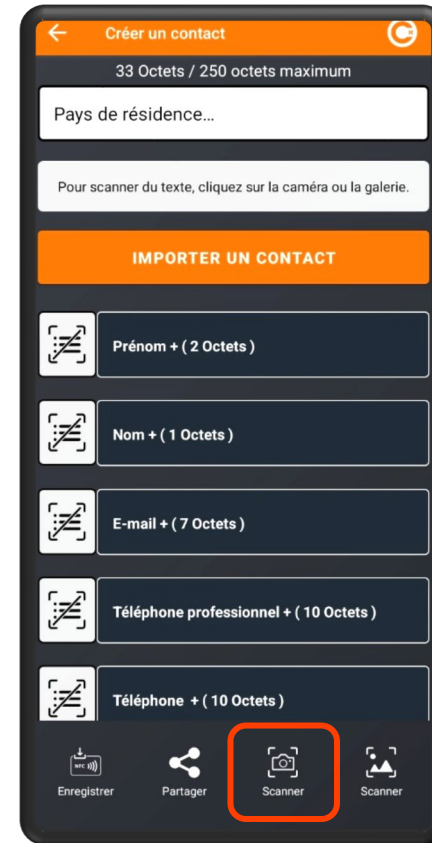 Créer un contact
33 Octets / 250 octets maximum
Pays de résidence...
Pour scanner du texte, cliquez sur la caméra ou la galerie.
IMPORTER UN CONTACT
Prénom + ( 2 Octets )
Nom + ( 1 Octets )
E-mail + ( 7 Octets )
Téléphone professionnel + ( 10 Octets )
Téléphone + ( 10 Octets )
NFC
Enregistrer
Partager
Scanner
Scanner